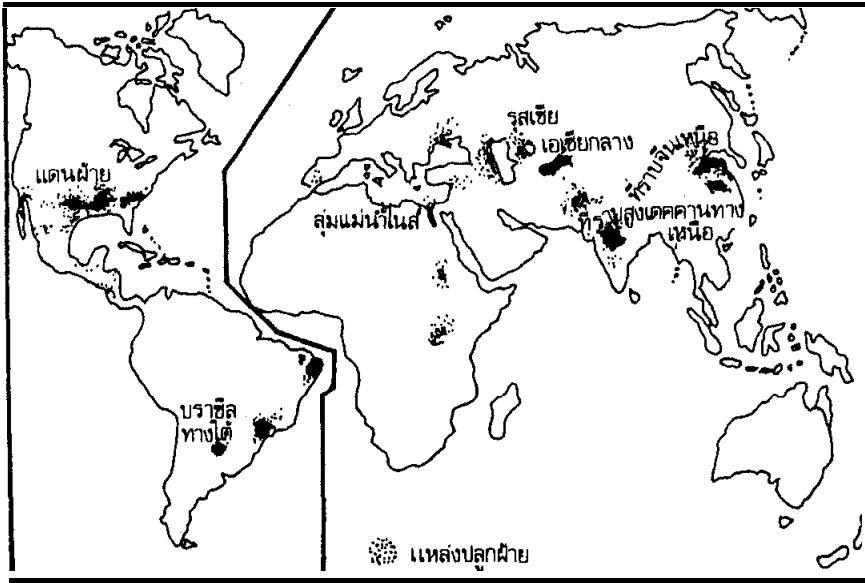 แดนฝ้าย
บราซิล
ทางใต้
รุสเซีย
เอเซียกลาง
ที่ราบจีนเหนือ
ลุ่มแม่น้ำไนล์
ที่ราบสูงเดคคานทาง
เหนือ
แหล่งปลูกฝ้าย